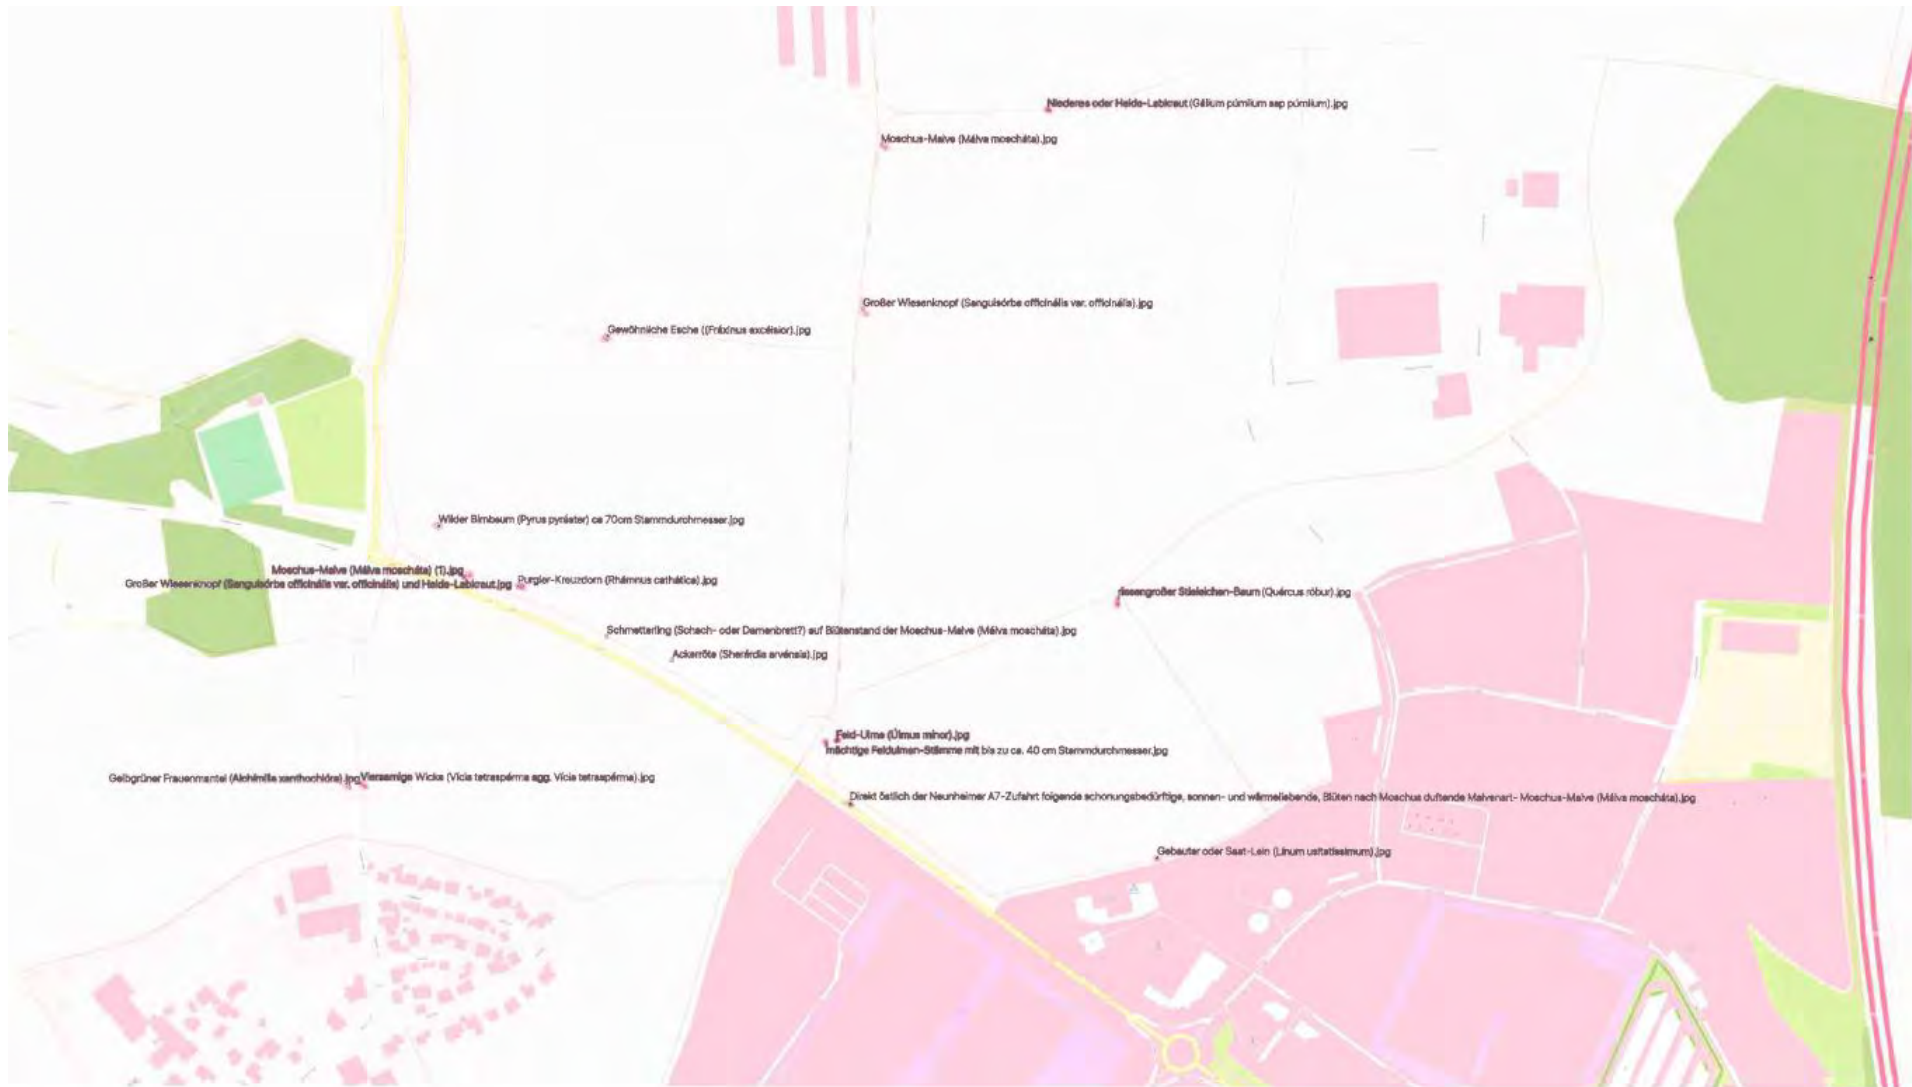 Niederes oder Heide-Labkraut (Gálium púmilum ssp púmilum).jpg
Moschus-Malve (Málva moscháta).jpg
Großer Wiesenknopf (Sanguisórba officinális var. officinális).jpg
Gewöhnliche Esche ((Fráxinus excélsior).jpg
Wilder Birnbaum (Pyrus pyráster) ca 70cm Stammdurchmesser.jpg
Moschus-Malve (Málva moscháta) (1).jpg
Großer Wiesenknopf (Sanguisórba officinális var. officinális) und Heide-Labkraut.jpg
Purgier-Kreuzdorn (Rhámnus cathática).jpg
riesengroßer Stieleichen-Baum (Quércus róbur).jpg
Schmetterling (Schach- oder Damenbrett?) auf Blütenstand der Moschus-Malve (Málva moscháta).jpg
Ackerröte (Sherárdia arvénsis).jpg
Feld-Ulme (Úlmus minor).jpg
mächtige Feldulmen-Stämme mit bis zu ca. 40 cm Stammdurchmesser.jpg
Gelbgrüner Frauenmantel (Alchémilla xanthochlóra).jpg
Viersamige Wicke (Vícia tetraspérma agg. Vícia tetraspérma).jpg
Direkt östlich der Neunheimer A7-Zufahrt folgende schonungsbedürftige, sonnen- und wärmeliebende, Blüten nach Moschus duftende Malvenart- Moschus-Malve (Málva moscháta).jpg
Gebauter oder Saat-Lein (Línum usitatíssimum).jpg